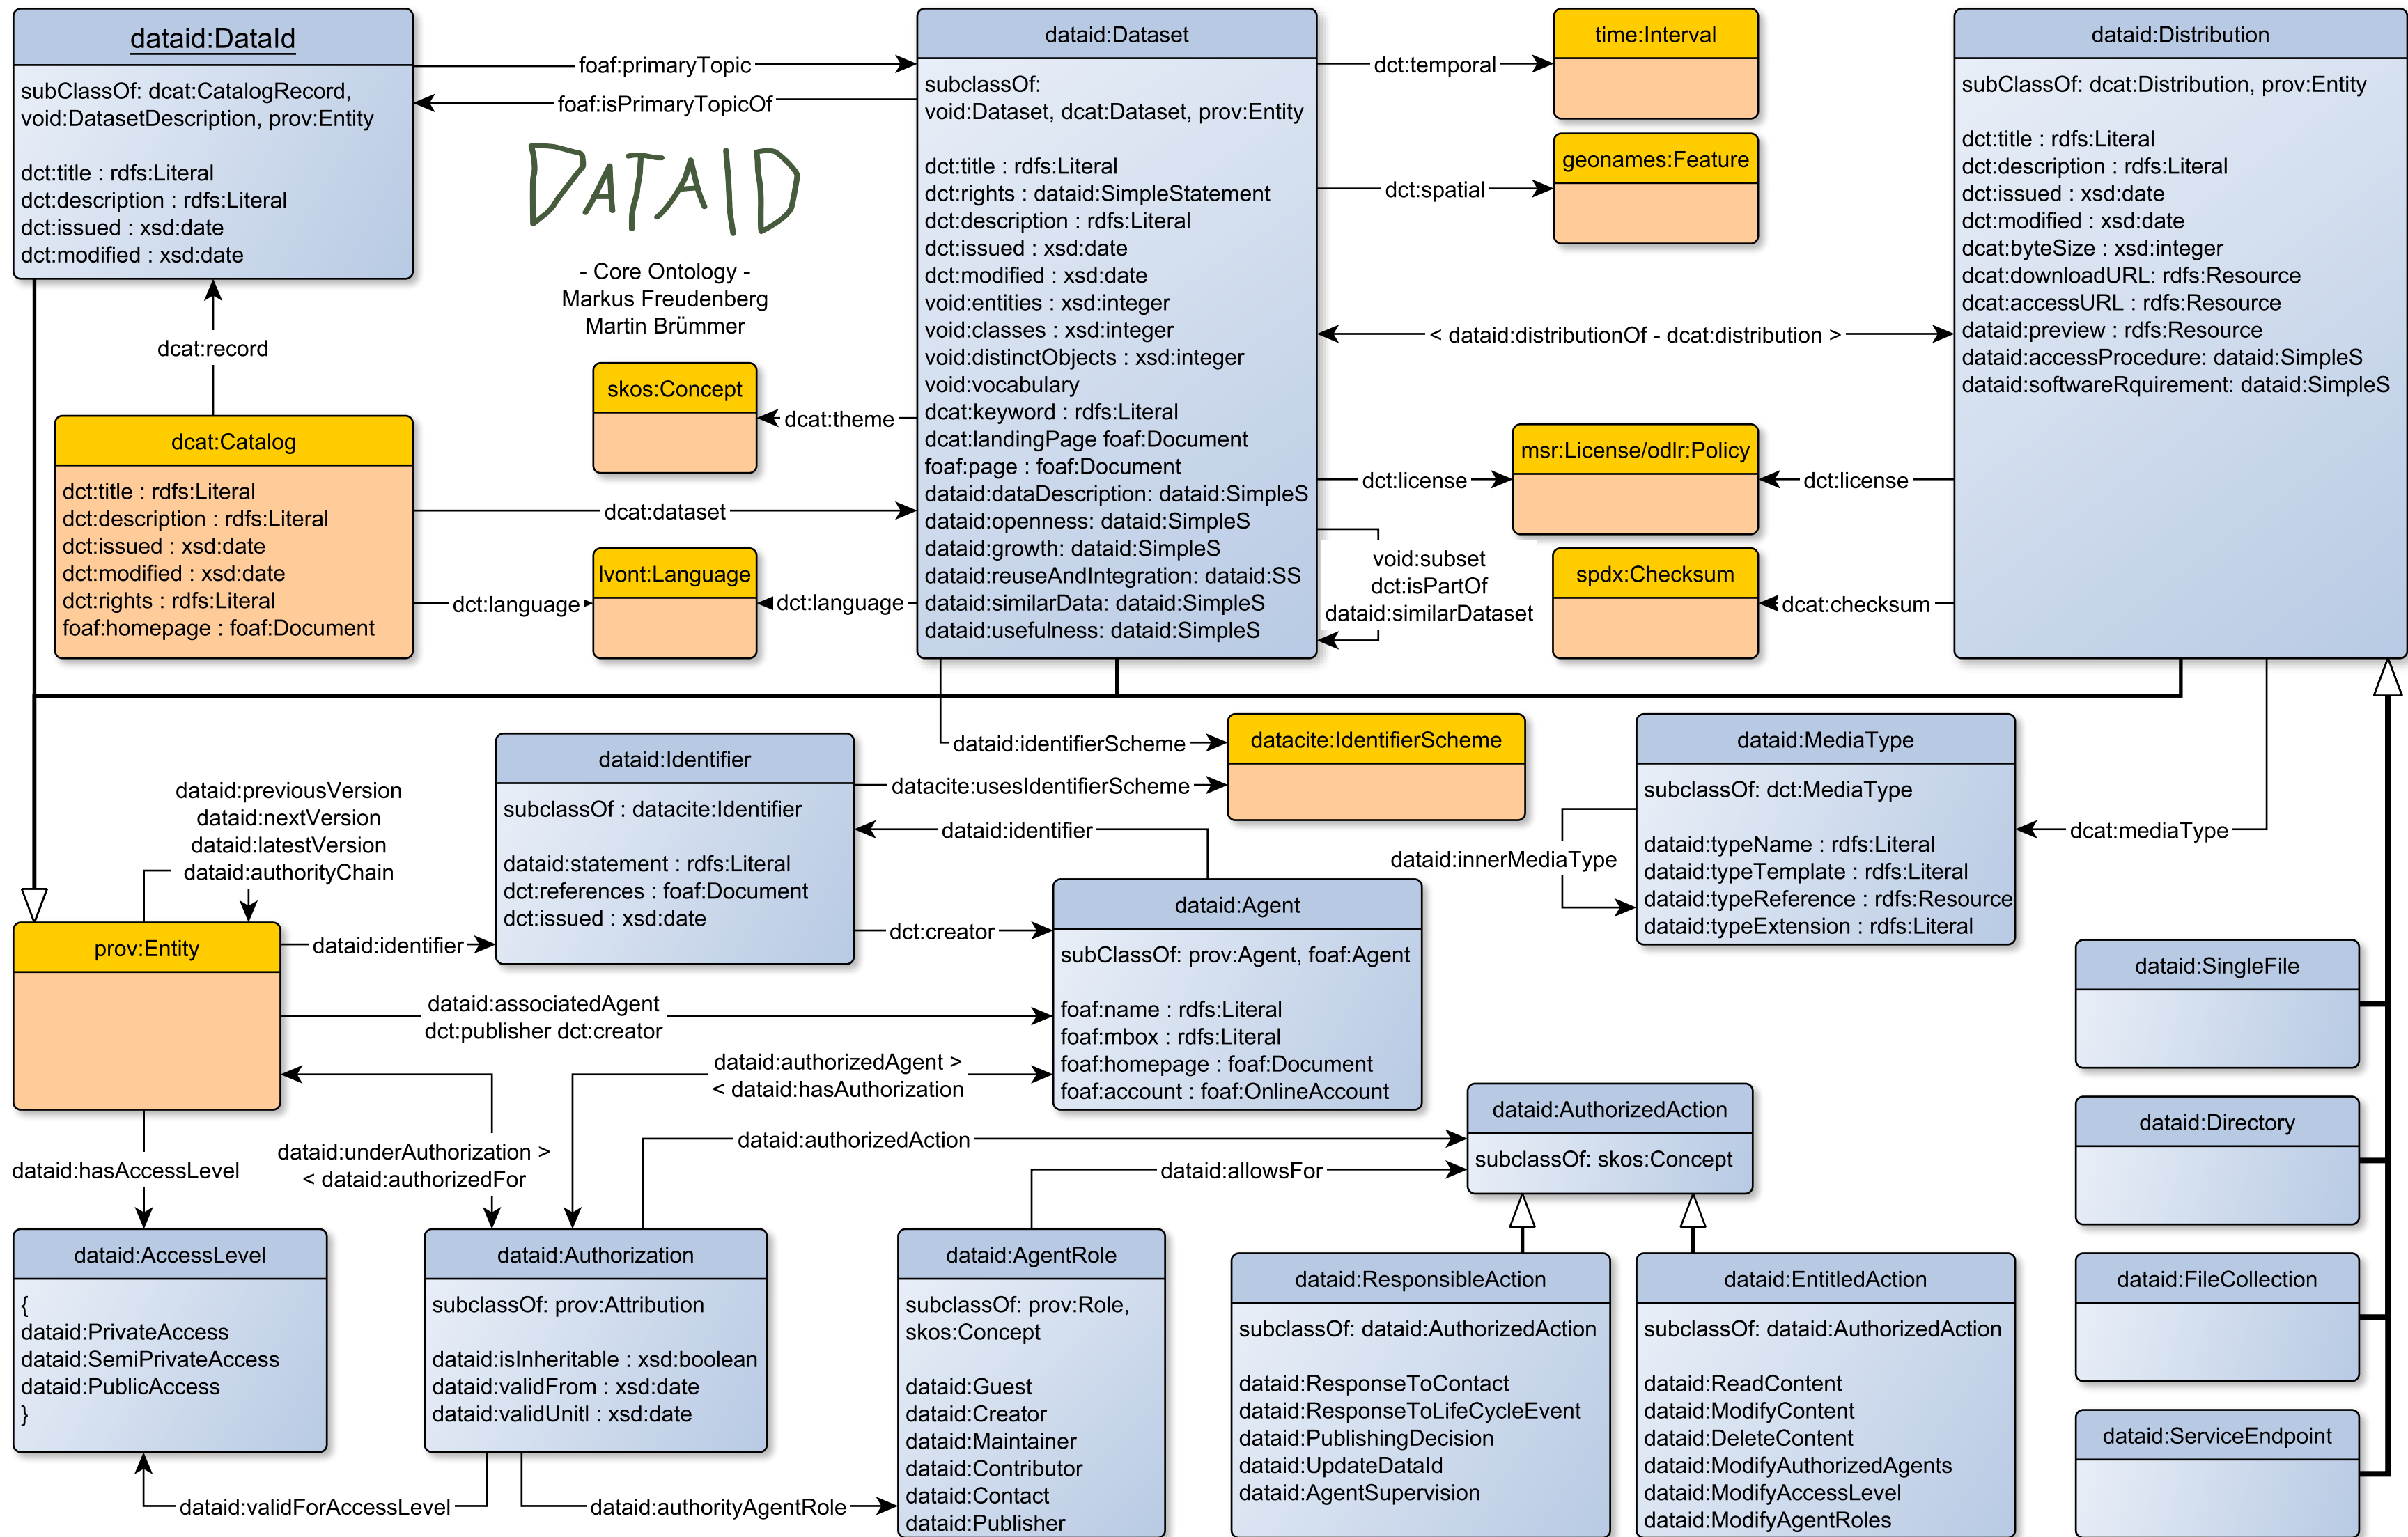 dataid:DataId
subClassOf: dcat:CatalogRecord,
void:DatasetDescription, prov:Entity
dct:title : rdfs:Literal
dct:description : rdfs:Literal
dct:issued : xsd:date
dct:modified : xsd:date
foaf:primaryTopic
foaf:isPrimaryTopicOf
DATAID
- Core Ontology -
Markus Freudenberg
Martin Brümmer
dataid:Dataset
subclassOf:
void:Dataset, dcat:Dataset, prov:Entity
dct:title : rdfs:Literal
dct:rights : dataid:SimpleStatement
dct:description : rdfs:Literal
dct:issued : xsd:date
dct:modified : xsd:date
void:entities : xsd:integer
void:classes : xsd:integer
void:distinctObjects : xsd:integer
void:vocabulary
dcat:keyword : rdfs:Literal
dcat:landingPage foaf:Document
foaf:page : foaf:Document
dataid:dataDescription: dataid:SimpleS
dataid:openness: dataid:SimpleS
dataid:growth: dataid:SimpleS
dataid:reuseAndIntegration: dataid:SS
dataid:similarData: dataid:SimpleS
dataid:usefulness: dataid:SimpleS
dct:temporal
time:Interval
dct:spatial
geonames:Feature
dataid:Distribution
subClassOf: dcat:Distribution, prov:Entity
dct:title : rdfs:Literal
dct:description : rdfs:Literal
dct:issued : xsd:date
dct:modified : xsd:date
dcat:byteSize : xsd:integer
dcat:downloadURL: rdfs:Resource
dcat:accessURL : rdfs:Resource
dataid:preview : rdfs:Resource
dataid:accessProcedure: dataid:SimpleS
dataid:softwareRquirement: dataid:SimpleS
< dataid:distributionOf - dcat:distribution >
dcat:record
dcat:Catalog
dct:title : rdfs:Literal
dct:description : rdfs:Literal
dct:issued : xsd:date
dct:modified : xsd:date
dct:rights : rdfs:Literal
foaf:homepage : foaf:Document
skos:Concept
dcat:theme
dcat:dataset
lvont:Language
dct:language
dct:language
dct:license
msr:License/odlr:Policy
dct:license
void:subset
dct:isPartOf
dataid:similarDataset
spdx:Checksum
dcat:checksum
dataid:identifierScheme
datacite:IdentifierScheme
datacite:usesIdentifierScheme
dataid:Identifier
subclassOf : datacite:Identifier
dataid:statement : rdfs:Literal
dct:references : foaf:Document
dct:issued : xsd:date
dataid:identifier
dct:creator
dataid:MediaType
subclassOf: dct:MediaType
dataid:typeName : rdfs:Literal
dataid:typeTemplate : rdfs:Literal
dataid:typeReference : rdfs:Resource
dataid:typeExtension : rdfs:Literal
dataid:innerMediaType
dcat:mediaType
dataid:previousVersion
dataid:nextVersion
dataid:latestVersion
dataid:authorityChain
prov:Entity
dataid:identifier
dataid:associatedAgent
dct:publisher dct:creator
dataid:Agent
subClassOf: prov:Agent, foaf:Agent
foaf:name : rdfs:Literal
foaf:mbox : rdfs:Literal
foaf:homepage : foaf:Document
foaf:account : foaf:OnlineAccount
dataid:authorizedAgent >
< dataid:hasAuthorization
dataid:underAuthorization >
< dataid:authorizedFor
dataid:hasAccessLevel
dataid:authorizedAction
dataid:allowsFor
dataid:AuthorizedAction
subclassOf: skos:Concept
dataid:SingleFile
dataid:Directory
dataid:FileCollection
dataid:ServiceEndpoint
dataid:AccessLevel
{
dataid:PrivateAccess
dataid:SemiPrivateAccess
dataid:PublicAccess
}
dataid:Authorization
subclassOf: prov:Attribution
dataid:isInheritable : xsd:boolean
dataid:validFrom : xsd:date
dataid:validUnitl : xsd:date
dataid:validForAccessLevel
dataid:authorityAgentRole
dataid:AgentRole
subclassOf: prov:Role,
skos:Concept
dataid:Guest
dataid:Creator
dataid:Maintainer
dataid:Contributor
dataid:Contact
dataid:Publisher
dataid:ResponsibleAction
subclassOf: dataid:AuthorizedAction
dataid:ResponseToContact
dataid:ResponseToLifeCycleEvent
dataid:PublishingDecision
dataid:UpdateDataId
dataid:AgentSupervision
dataid:EntitledAction
subclassOf: dataid:AuthorizedAction
dataid:ReadContent
dataid:ModifyContent
dataid:DeleteContent
dataid:ModifyAuthorizedAgents
dataid:ModifyAccessLevel
dataid:ModifyAgentRoles